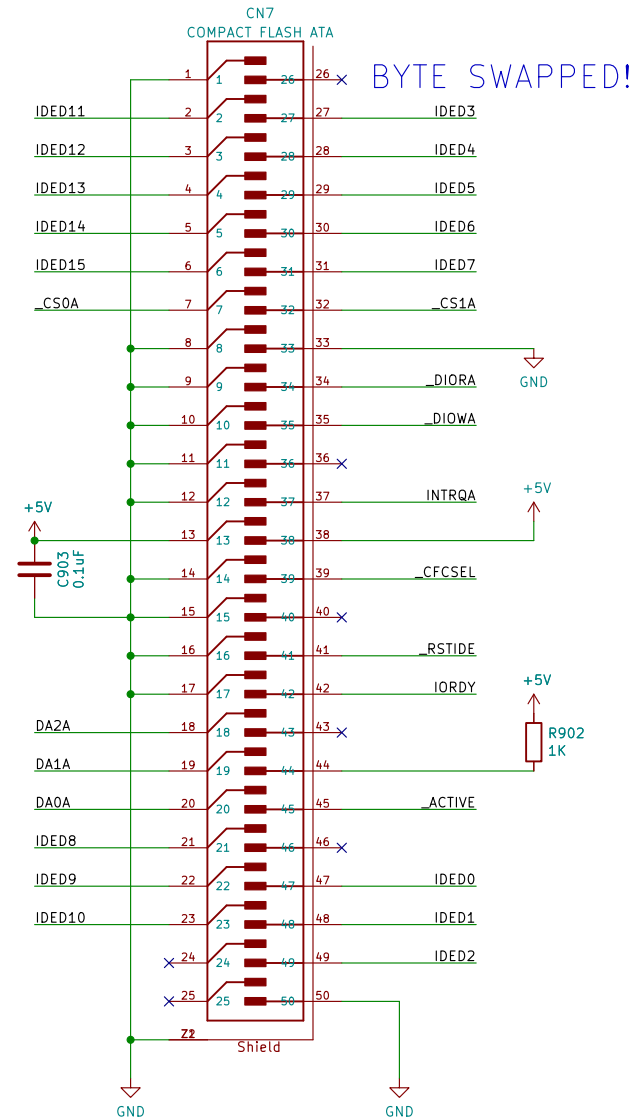 CN7
COMPACT FLASH ATA
BYTE SWAPPED!
1 1 26 26
IDED11 2 2 27 27 IDED3
IDED12 3 3 28 28 IDED4
IDED13 4 4 29 29 IDED5
IDED14 5 5 30 30 IDED6
IDED15 6 6 31 31 IDED7
_CS0A 7 7 32 32 _CS1A
8 8 33 33
GND
9 9 34 34 _DIORA
10 10 35 35 _DIOWA
11 11 36 36
12 12 37 37 INTRQA
+5V
+5V
13 13 38 38
C903
0.1uF
14 14 39 39 _CFCSEL
15 15 40 40
16 16 41 41 _RSTIDE
17 17 42 42 IORDY
+5V
DA2A 18 18 43 43
R902
1K
DA1A 19 19 44 44
DA0A 20 20 45 45 _ACTIVE
IDED8 21 21 46 46
IDED9 22 22 47 47 IDED0
IDED10 23 23 48 48 IDED1
24 24 49 49 IDED2
25 25 50 50
Shield
GND
GND